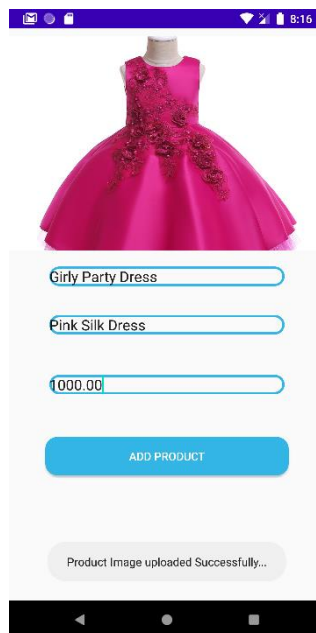 8:16
Girly Party Dress
Pink Silk Dress
1000.00
ADD PRODUCT
Product Image uploaded Successfully...